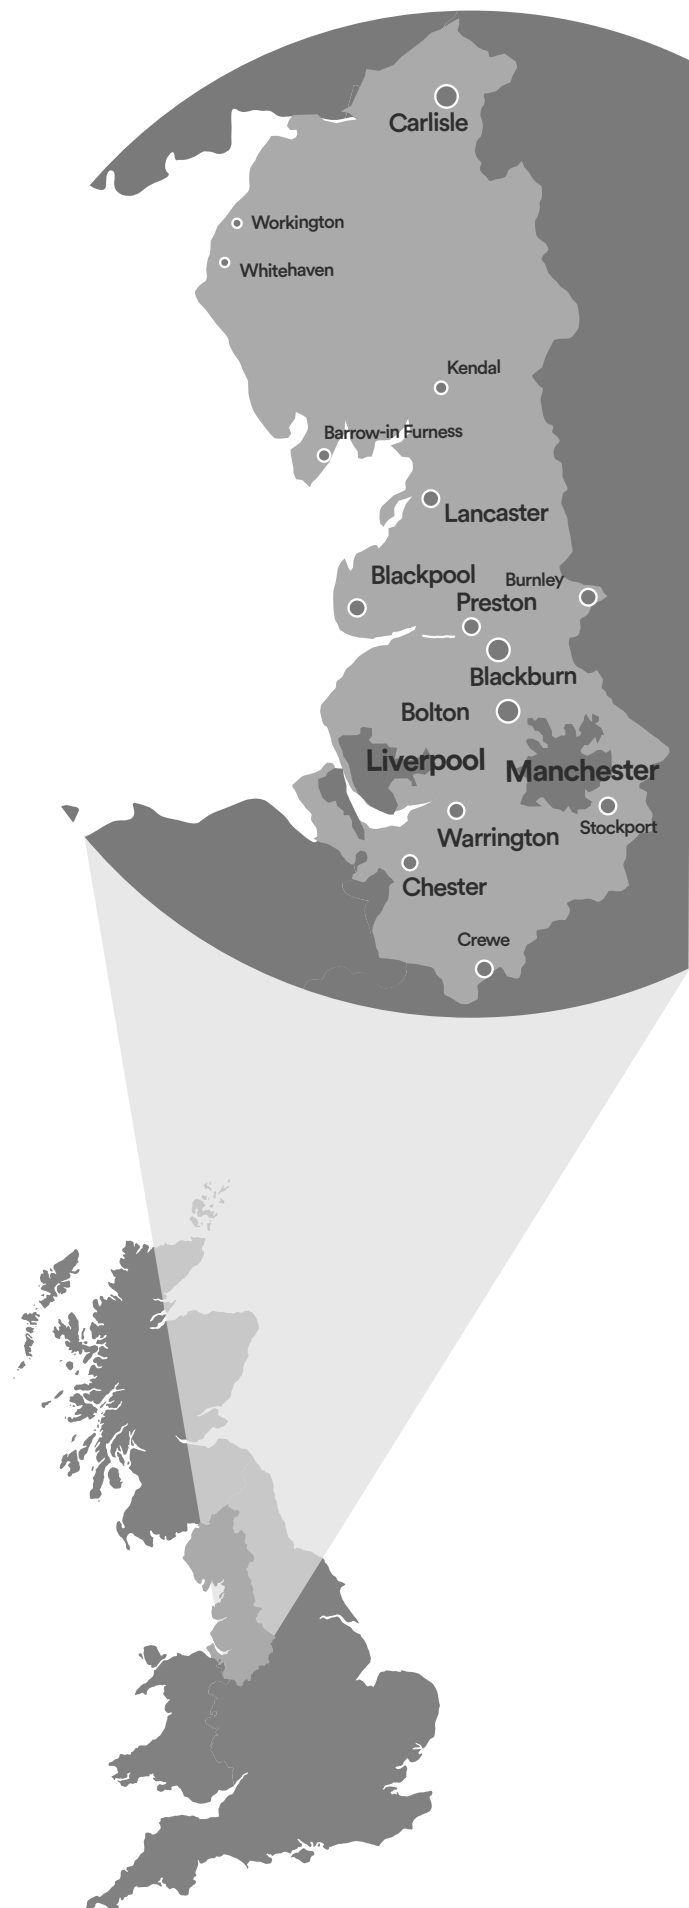 Carlisle
Workington
Whitehaven
Kendal
Barrow-in Furness
Lancaster
Blackpool
Burnley
Preston
Blackburn
Bolton
Liverpool
Manchester
Stockport
Warrington
Chester
Crewe